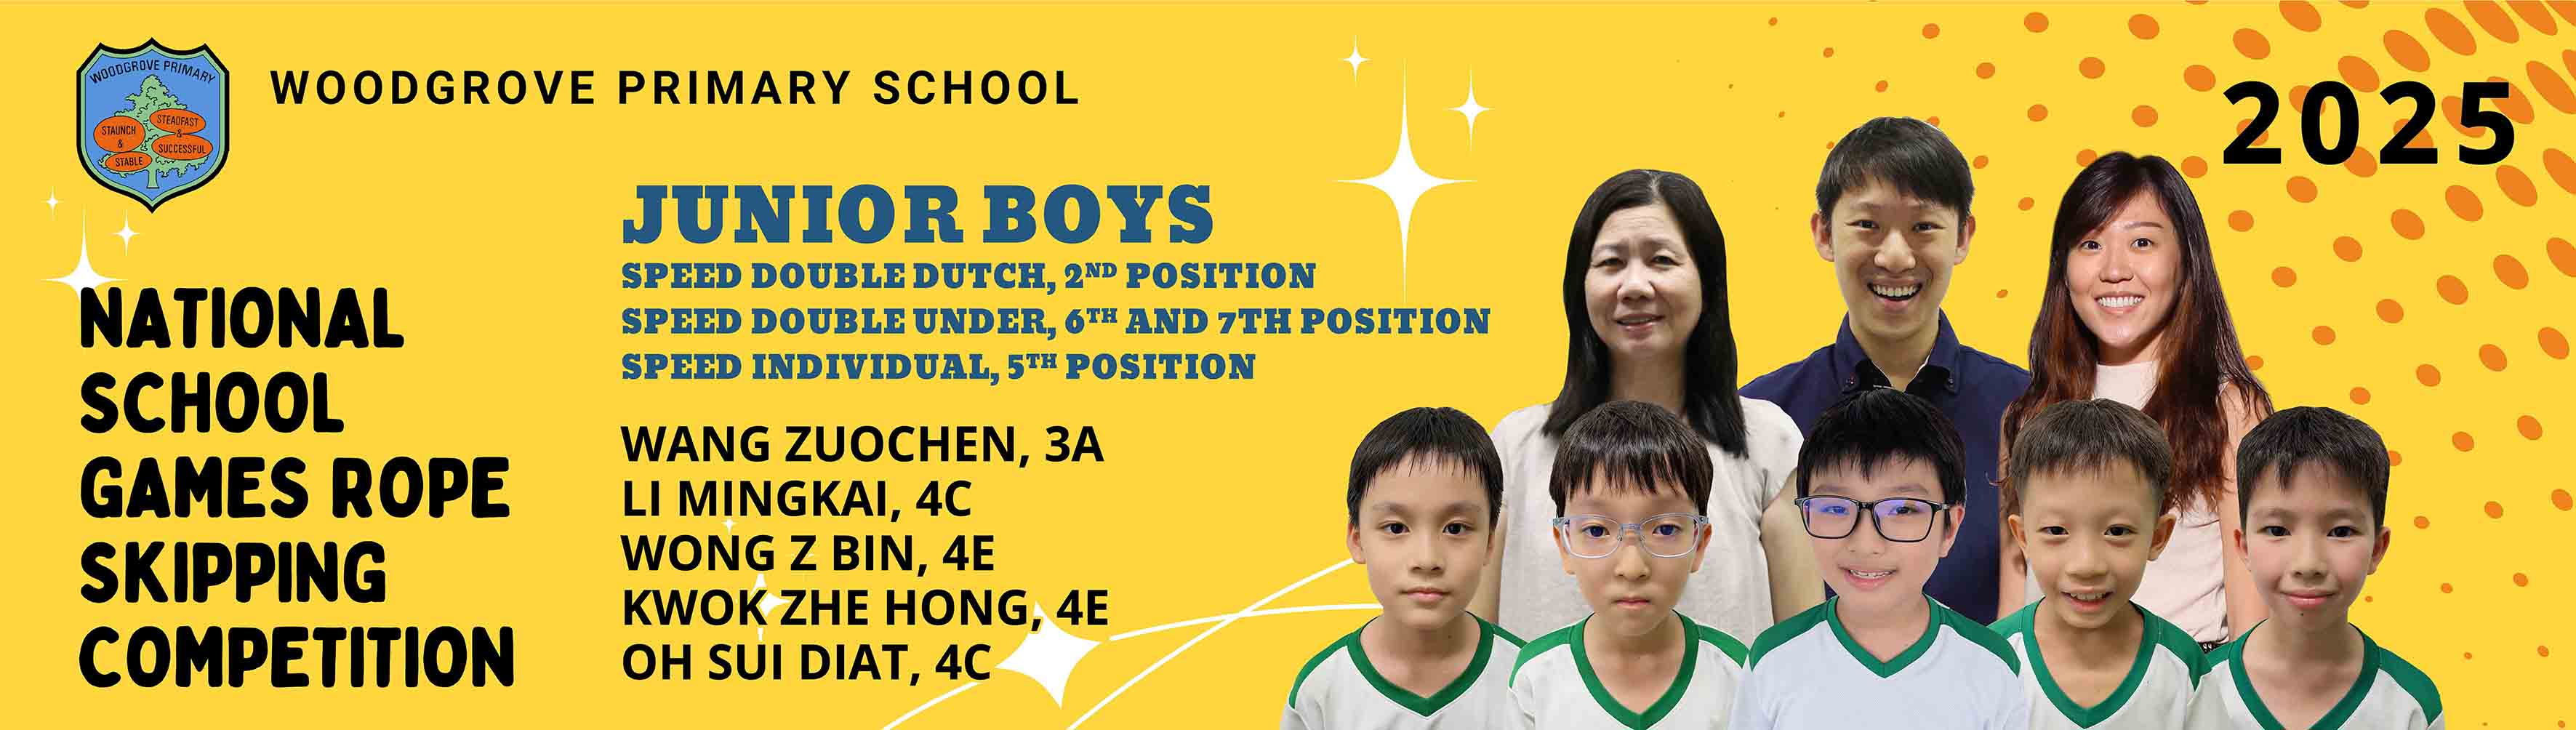 WOODGROVE PRIMARY
STAUNCH
&
STABLE
STEADFAST
&
SUCCESSFUL
WOODGROVE PRIMARY SCHOOL
2025
NATIONAL
SCHOOL
GAMES ROPE
SKIPPING
COMPETITION
JUNIOR BOYS
SPEED DOUBLE DUTCH, 2ND POSITION
SPEED DOUBLE UNDER, 6TH AND 7TH POSITION
SPEED INDIVIDUAL, 5TH POSITION
WANG ZUOCHEN, 3A
LI MINGKAI, 4C
WONG Z BIN, 4E
KWOK ZHE HONG, 4E
OH SUI DIAT, 4C